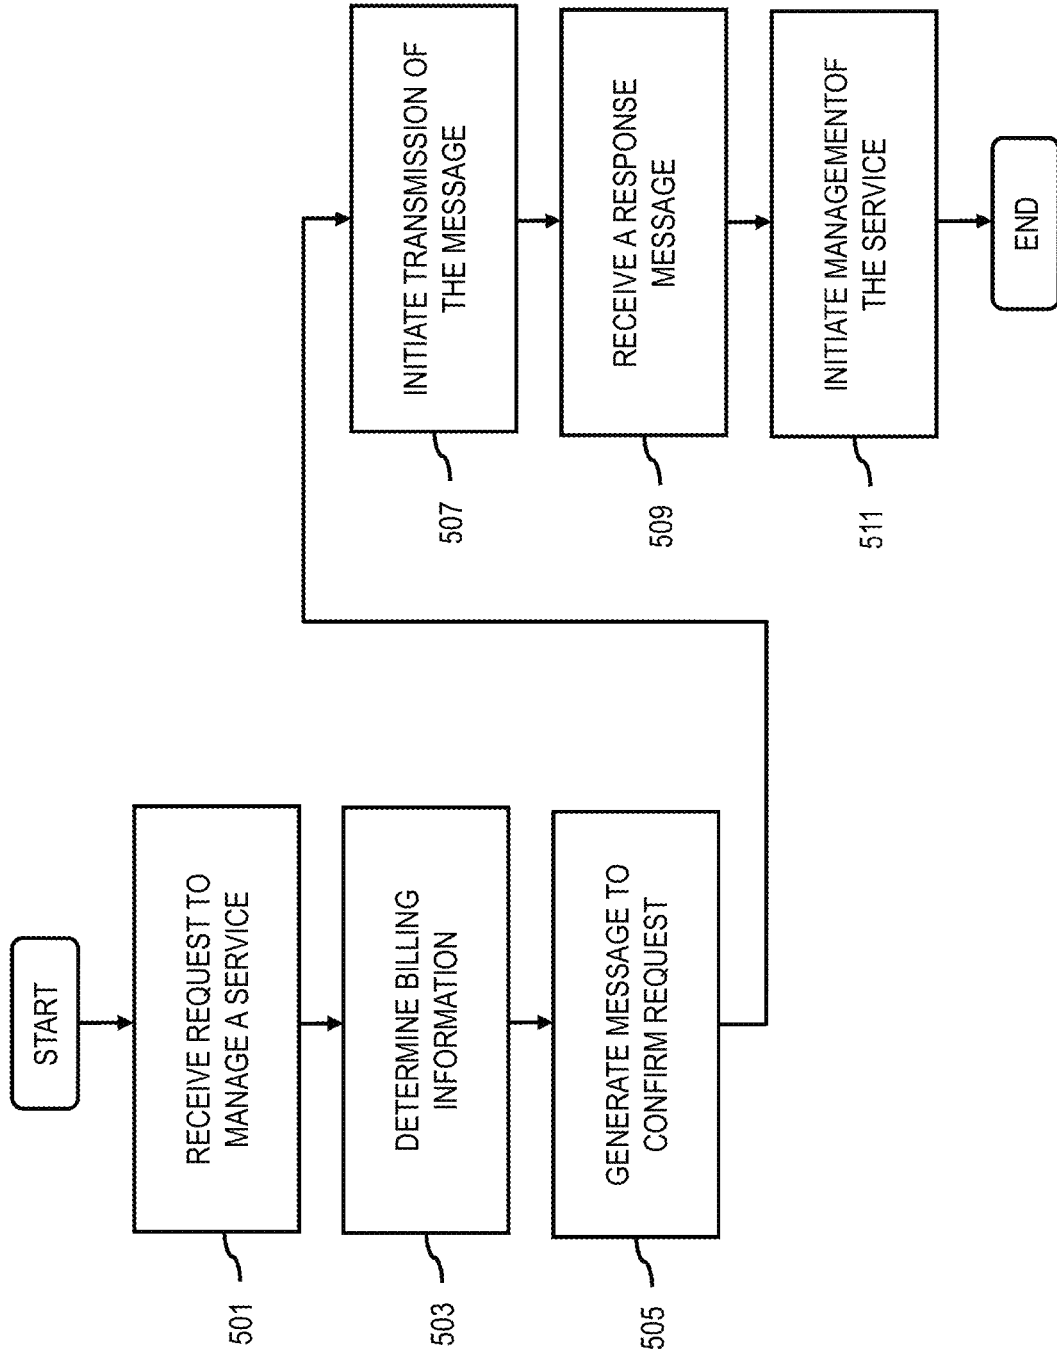 START
RECEIVE REQUEST TO
MANAGE A SERVICE
501
DETERMINE BILLING
INFORMATION
503
GENERATE MESSAGE TO
CONFIRM REQUEST
505
INITIATE TRANSMISSION OF
THE MESSAGE
507
RECEIVE A RESPONSE
MESSAGE
509
INITIATE MANAGEMENTOF
THE SERVICE
511
END